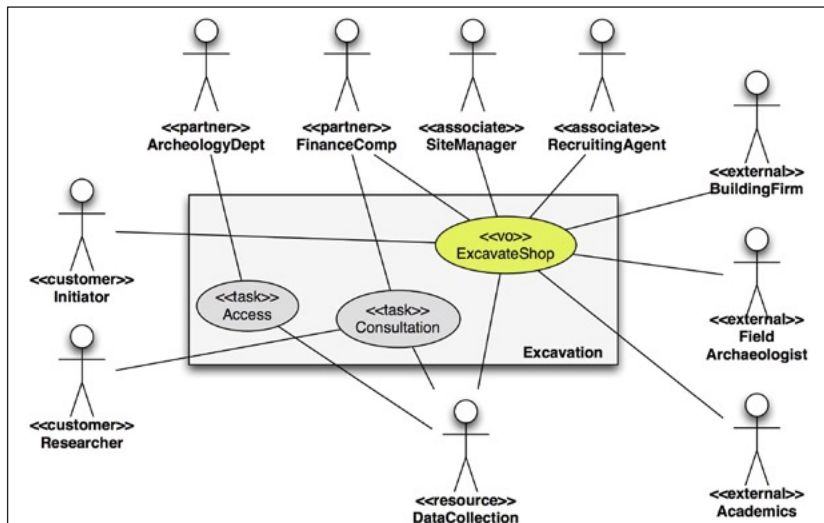 <<partner>>
ArcheologyDept
<<partner>>
FinanceComp
<<associate>>
SiteManager
<<associate>>
RecruitingAgent
<<external>>
BuildingFirm
<<customer>>
Initiator
<<vo>>
ExcavateShop
<<task>>
Access
<<task>>
Consultation
Excavation
<<external>>
Field
Archaeologist
<<customer>>
Researcher
<<resource>>
DataCollection
<<external>>
Academics